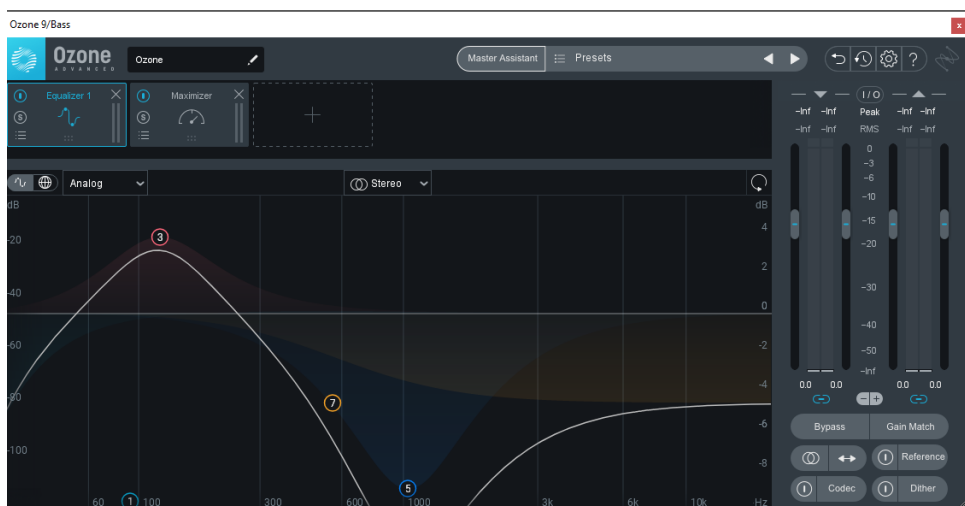 Ozone 9/Bass
x
Ozone
ADVANCED
Ozone
Master Assistant
Presets
?
Equalizer 1
S
Maximizer
S
+
I/O
-Inf -Inf Peak -Inf -Inf
-Inf -Inf RMS -Inf -Inf
0
-3
-6
-10
-15
-20
-30
-40
-50
-Inf
0.0 0.0 0.0 0.0
Analog
Stereo
dB dB
4
-20
2
-40
0
-60 -2
-80 -4
-6
-100
-8
3
7
5
1
60 100 300 600 1000 3k 6k 10k Hz
Bypass Gain Match
Reference
Codec Dither